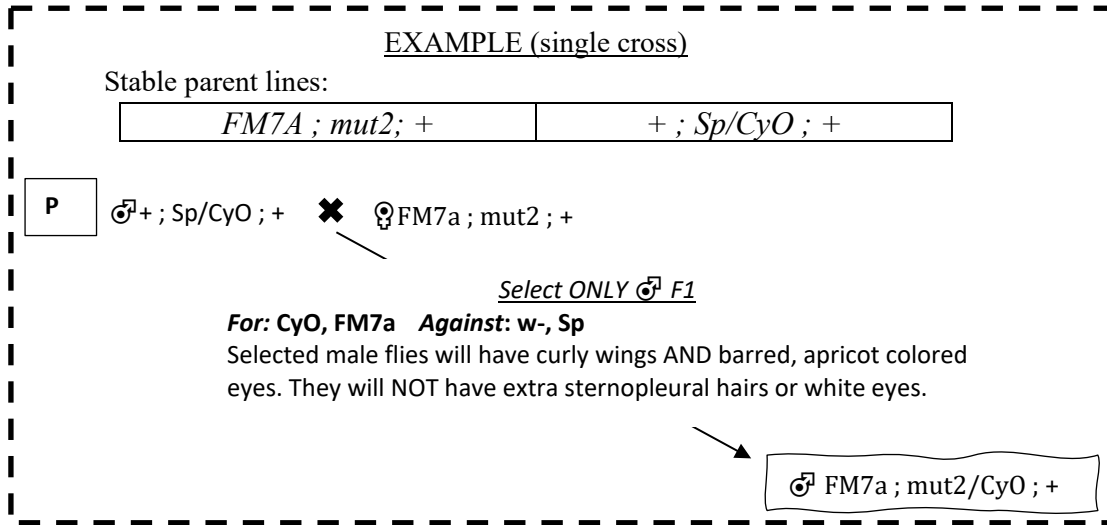 EXAMPLE (single cross)
Stable parent lines:
FM7A ; mut2; + + ; Sp/CyO ; +
P ♂+ ; Sp/CyO ; + ✖ ♀FM7a ; mut2 ; +
Select ONLY ♂ F1
For: CyO, FM7a Against: w-, Sp
Selected male flies will have curly wings AND barred, apricot colored
eyes. They will NOT have extra sternopleural hairs or white eyes.
♂ FM7a ; mut2/CyO ; +